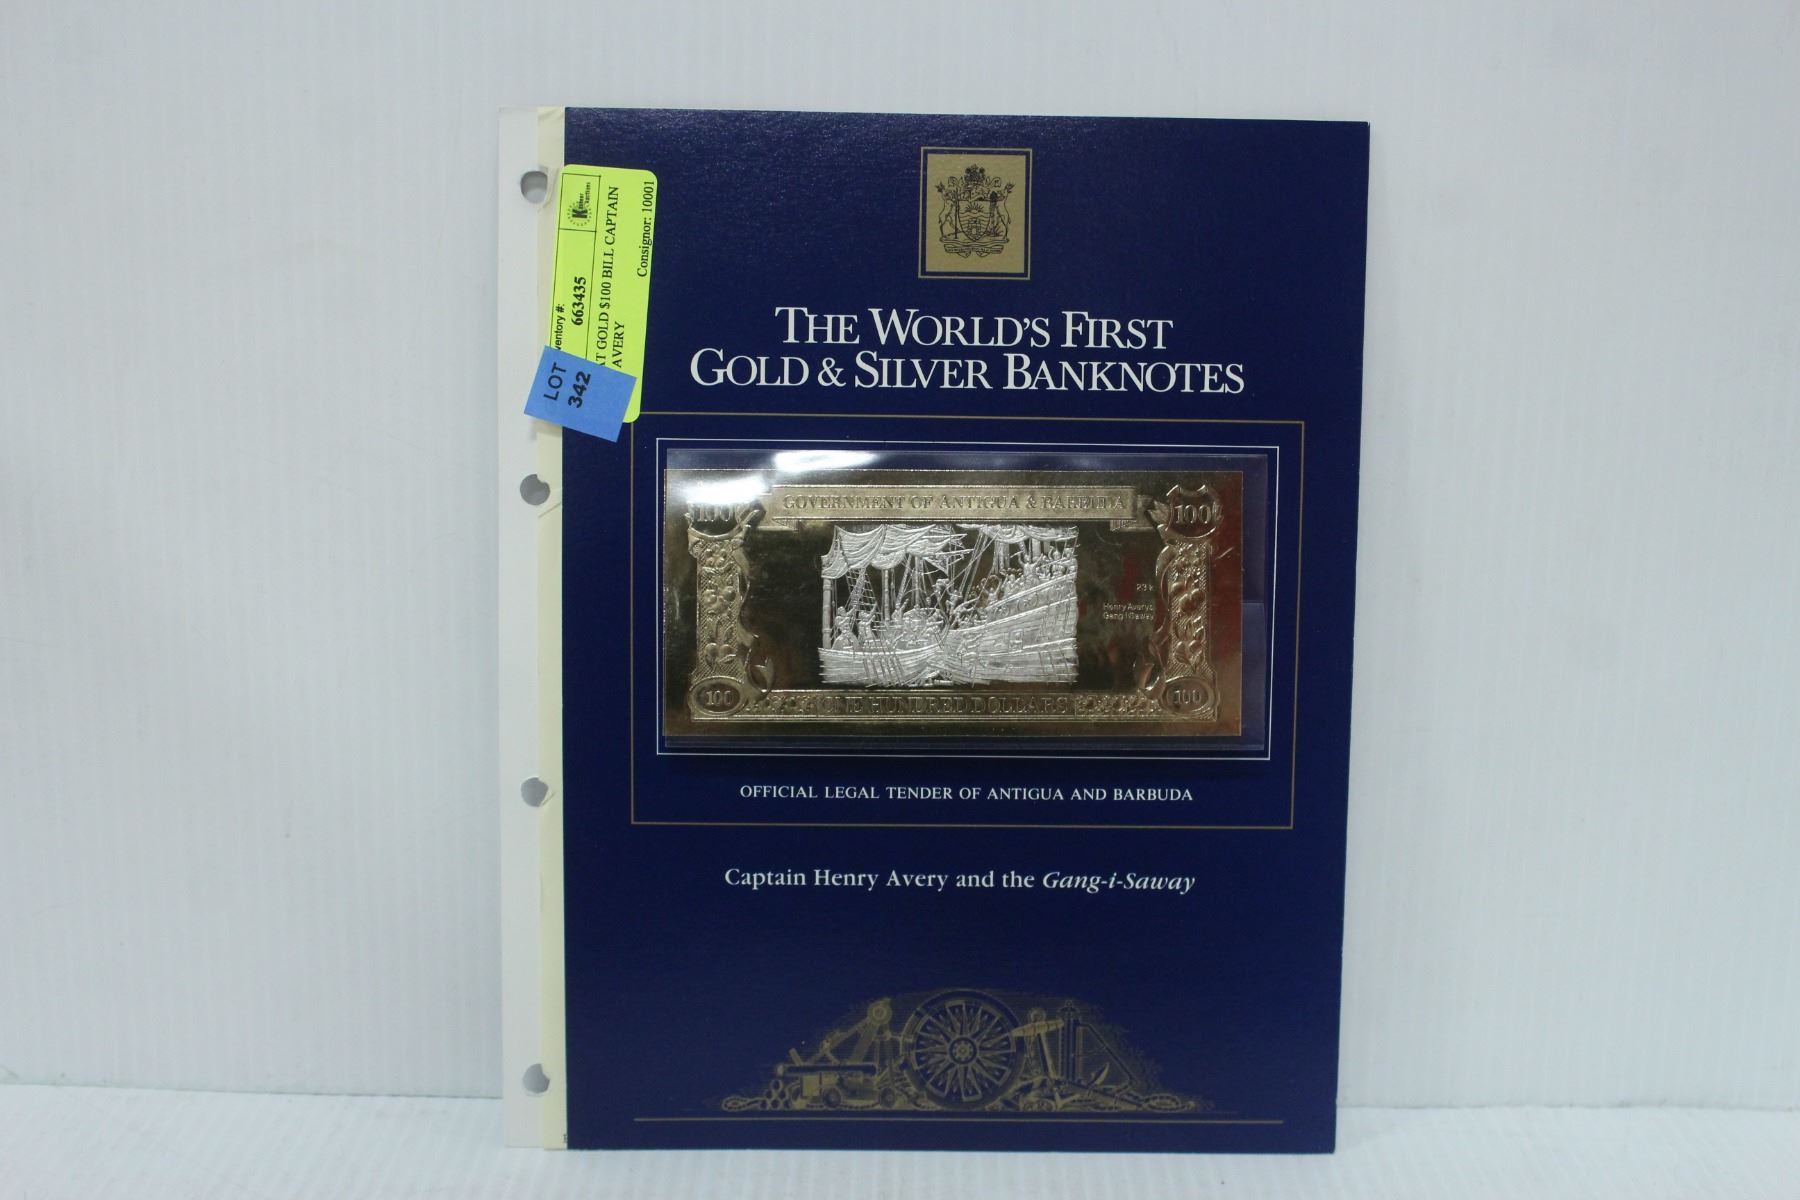 THE WORLD'S FIRST
GOLD & SILVER BANKNOTES
GOVERNMENT OF ANTIGUA & BARBUDA
100
100
23k
Henry Avery's
Gang-i-Saway
100
ONE HUNDRED DOLLARS
100
OFFICIAL LEGAL TENDER OF ANTIGUA AND BARBUDA
Captain Henry Avery and the Gang-i-Saway
ventory #:
663435
AT GOLD $100 BILL CAPTAIN
AVERY
Consignor: 10001
LOT
342